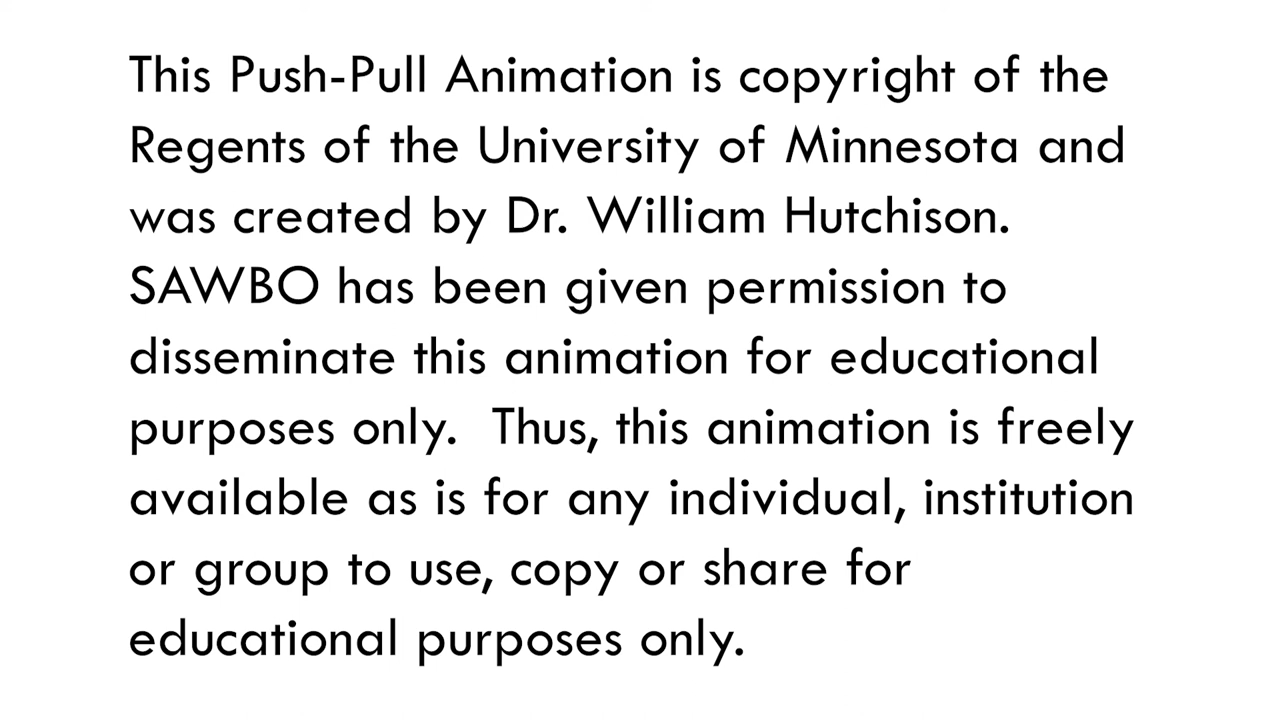 This Push-Pull Animation is copyright of the
Regents of the University of Minnesota and
was created by Dr. William Hutchison.
SAWBO has been given permission to
disseminate this animation for educational
purposes only.  Thus, this animation is freely
available as is for any individual, institution
or group to use, copy or share for
educational purposes only.